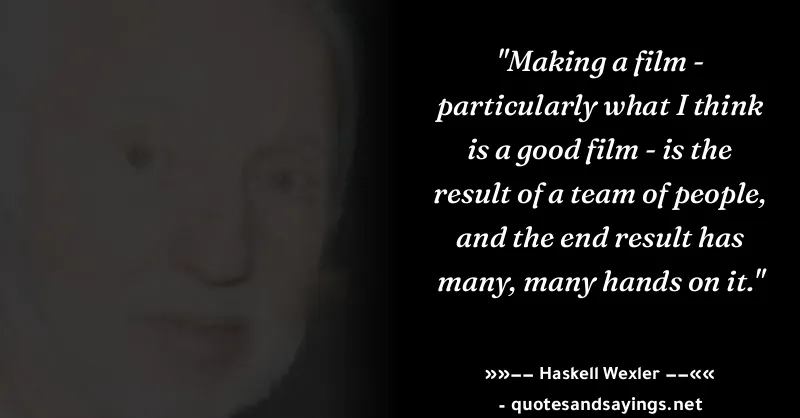 "Making a film -
particularly what I think
is a good film - is the
result of a team of people,
and the end result has
many, many hands on it."
»»−− Haskell Wexler −−««
- quotesandsayings.net